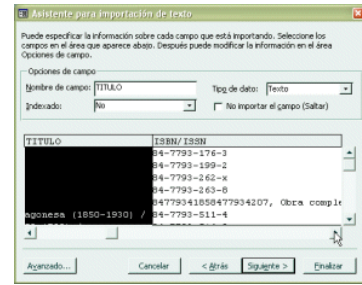 Asistente para importación de texto
Puede especificar la información sobre cada campo que está importando. Seleccione los
campos en el área que aparece abajo. Después puede modificar la información en el área
Opciones de campo.
Opciones de campo
Nombre de campo: TITULO
Tipo de dato: Texto
Indexado: No
No importar el campo (Saltar)
TITULO ISBN/ISSN
84-7793-176-3
84-7793-199-2
84-7793-262-x
84-7793-263-8
84779341858477934207, Obra comple
agonesa (1850-1930) / 84-7793-511-4
Avanzado... Cancelar < Atrás Siguiente > Finalizar